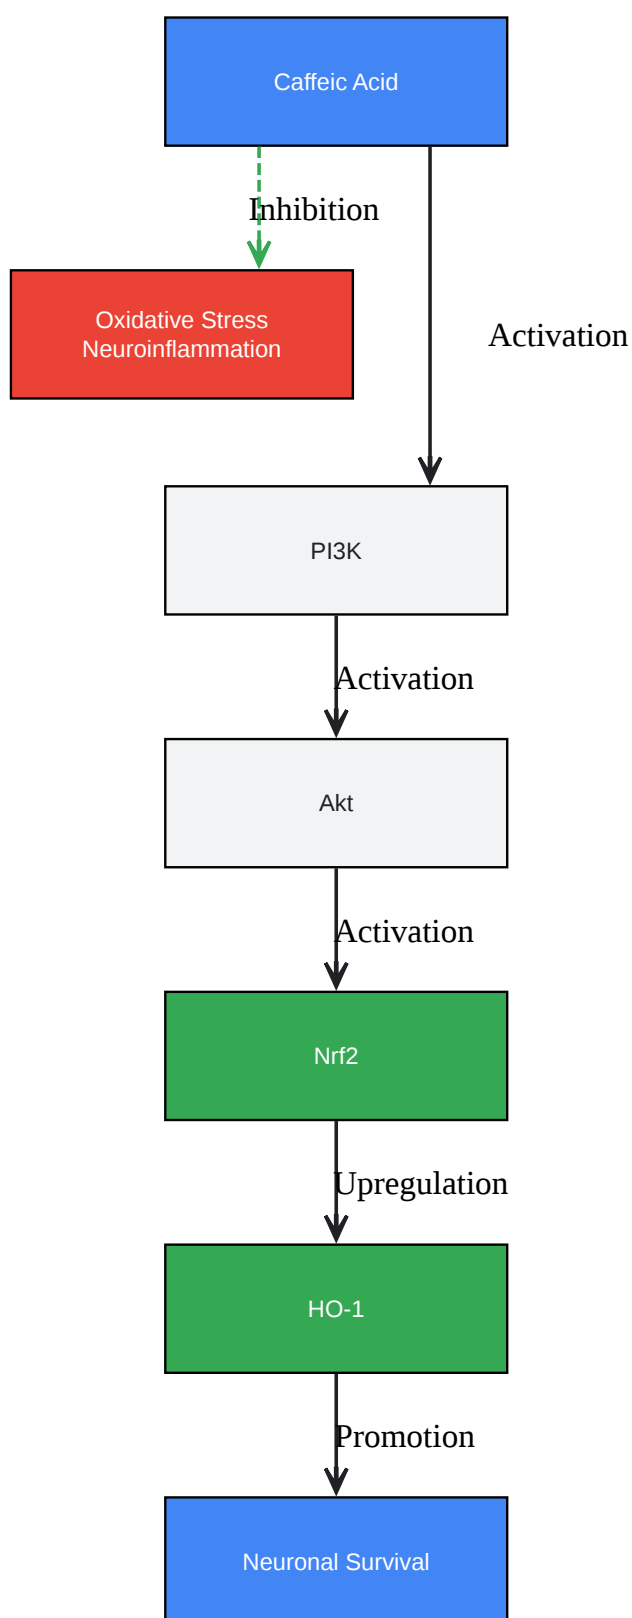 Caffeic Acid
Inhibition
Oxidative Stress
Neuroinflammation
Activation
PI3K
Activation
Akt
Activation
Nrf2
Upregulation
HO-1
Promotion
Neuronal Survival